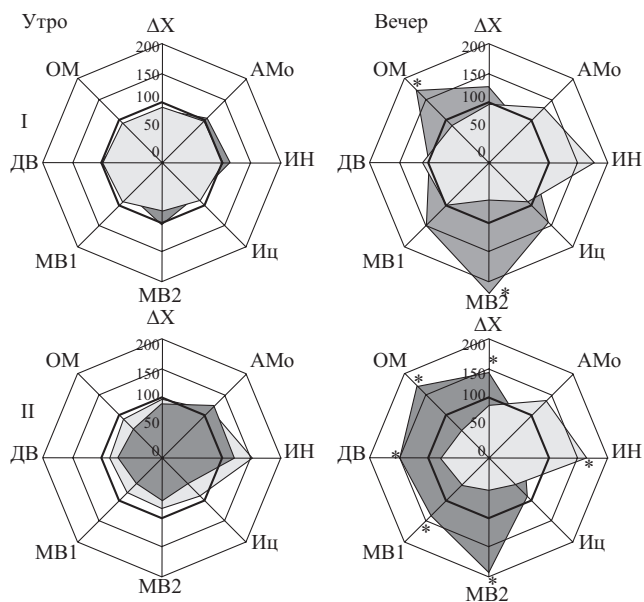 Утро
Вечер
ΔX
ΔX
200
200
ОМ
150
АМо
ОМ
*
150
АМо
100
100
I
50
50
0
0
ДВ
ИН
ДВ
ИН
МВ1
Иц
МВ1
Иц
МВ2
МВ2
*
ΔX
ΔX
200
200
*
ОМ
150
АМо
ОМ
*
150
АМо
100
100
II
50
50
0
0
ДВ
ИН
ДВ
*
ИН
*
МВ1
Иц
МВ1
*
Иц
МВ2
МВ2
*